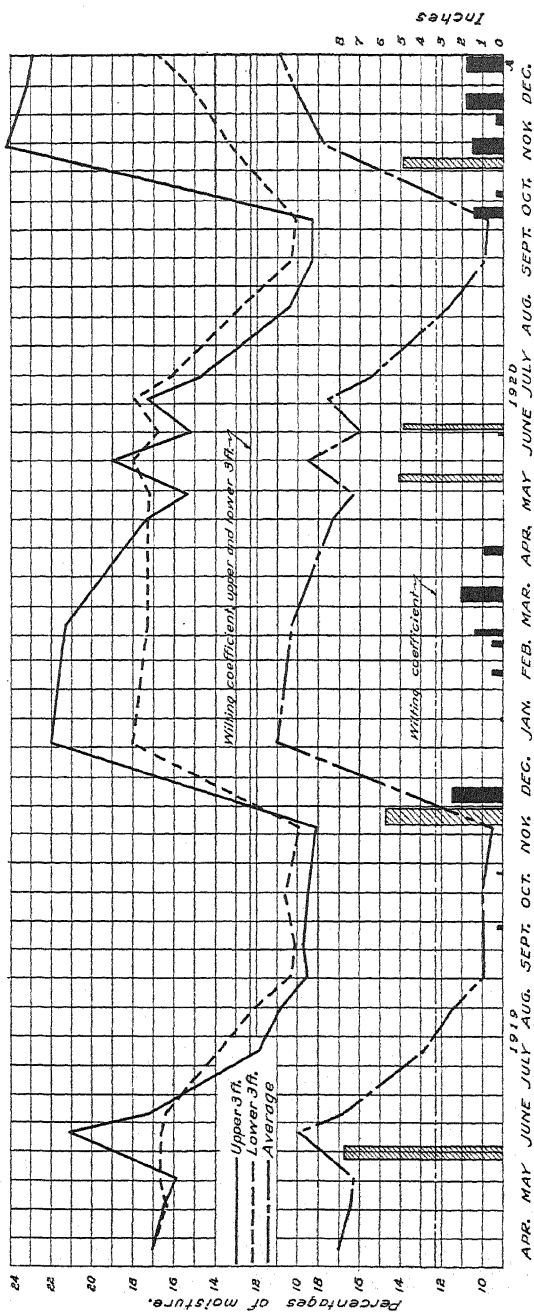 Percentages of moisture.
24
22
20
18
16
14
12
10
18
16
14
12
10
Upper 3 ft.
Lower 3 ft.
Average
Wilting coefficient, upper and lower 3 ft.
Wilting coefficient
Inches
8
7
6
5
4
3
2
1
0
A
APR. MAY JUNE JULY AUG. SEPT. OCT. NOV. DEC. JAN. FEB. MAR. APR. MAY JUNE JULY AUG. SEPT. OCT. NOV. DEC.
1919 1920